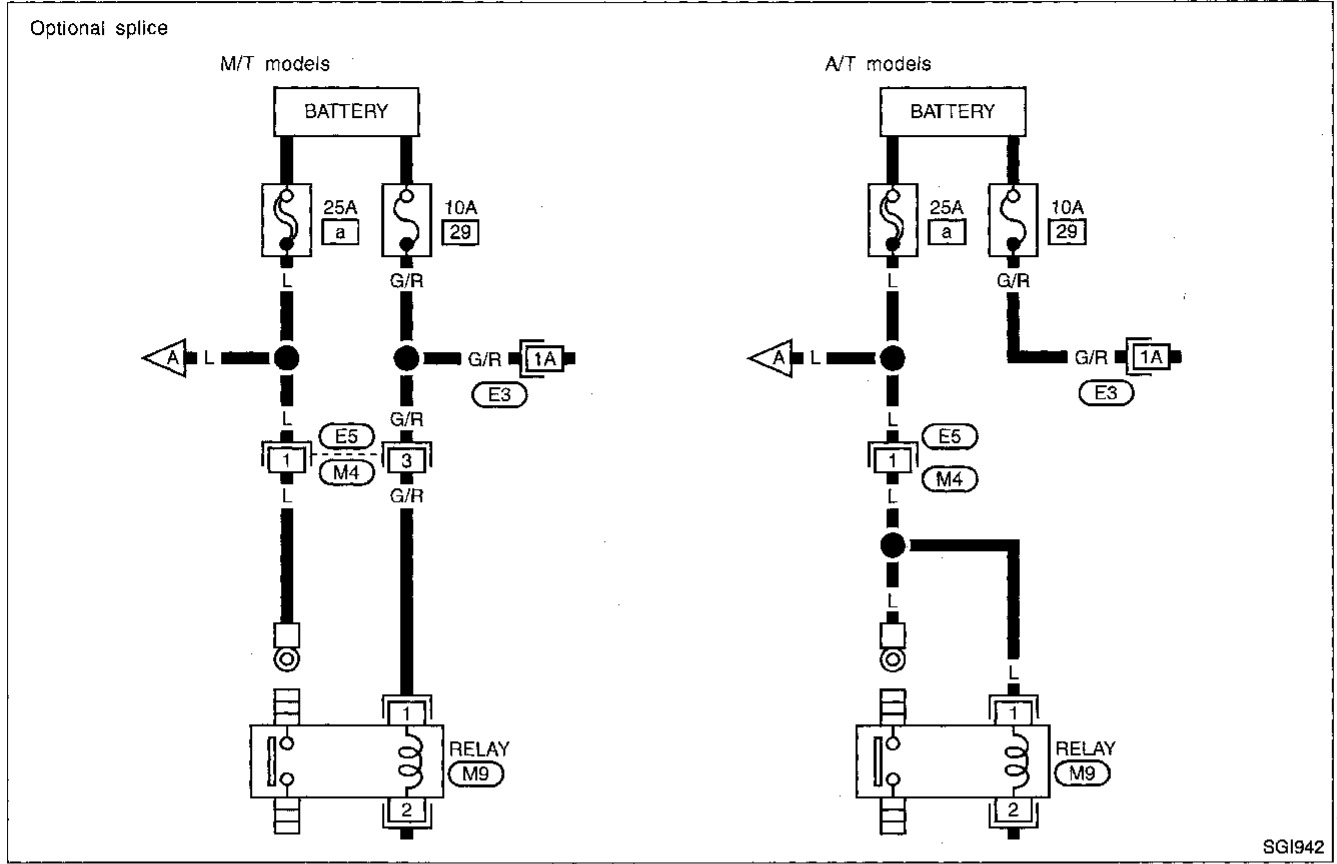 Optional splice
M/T models
A/T models
BATTERY
BATTERY
25A
a
10A
29
25A
a
10A
29
L
G/R
L
G/R
A
L
G/R
1A
A
L
G/R
1A
E3
E3
L
G/R
L
1
E5
M4
3
1
E5
M4
L
G/R
L
L
L
1
1
RELAY
M9
RELAY
M9
2
2
SGI942